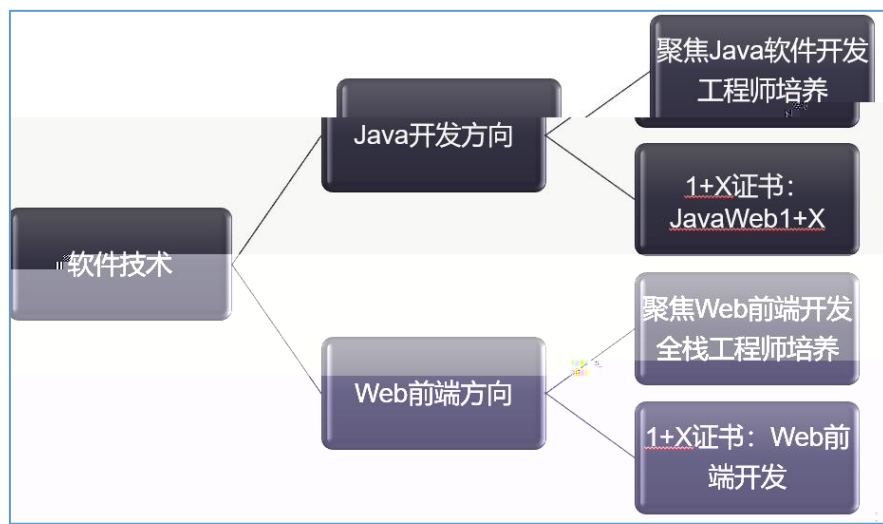 软件技术
Java开发方向
聚焦Java软件开发
工程师培养
1+X证书：
JavaWeb1+X
Web前端方向
聚焦Web前端开发
全栈工程师培养
1+X证书：Web前
端开发